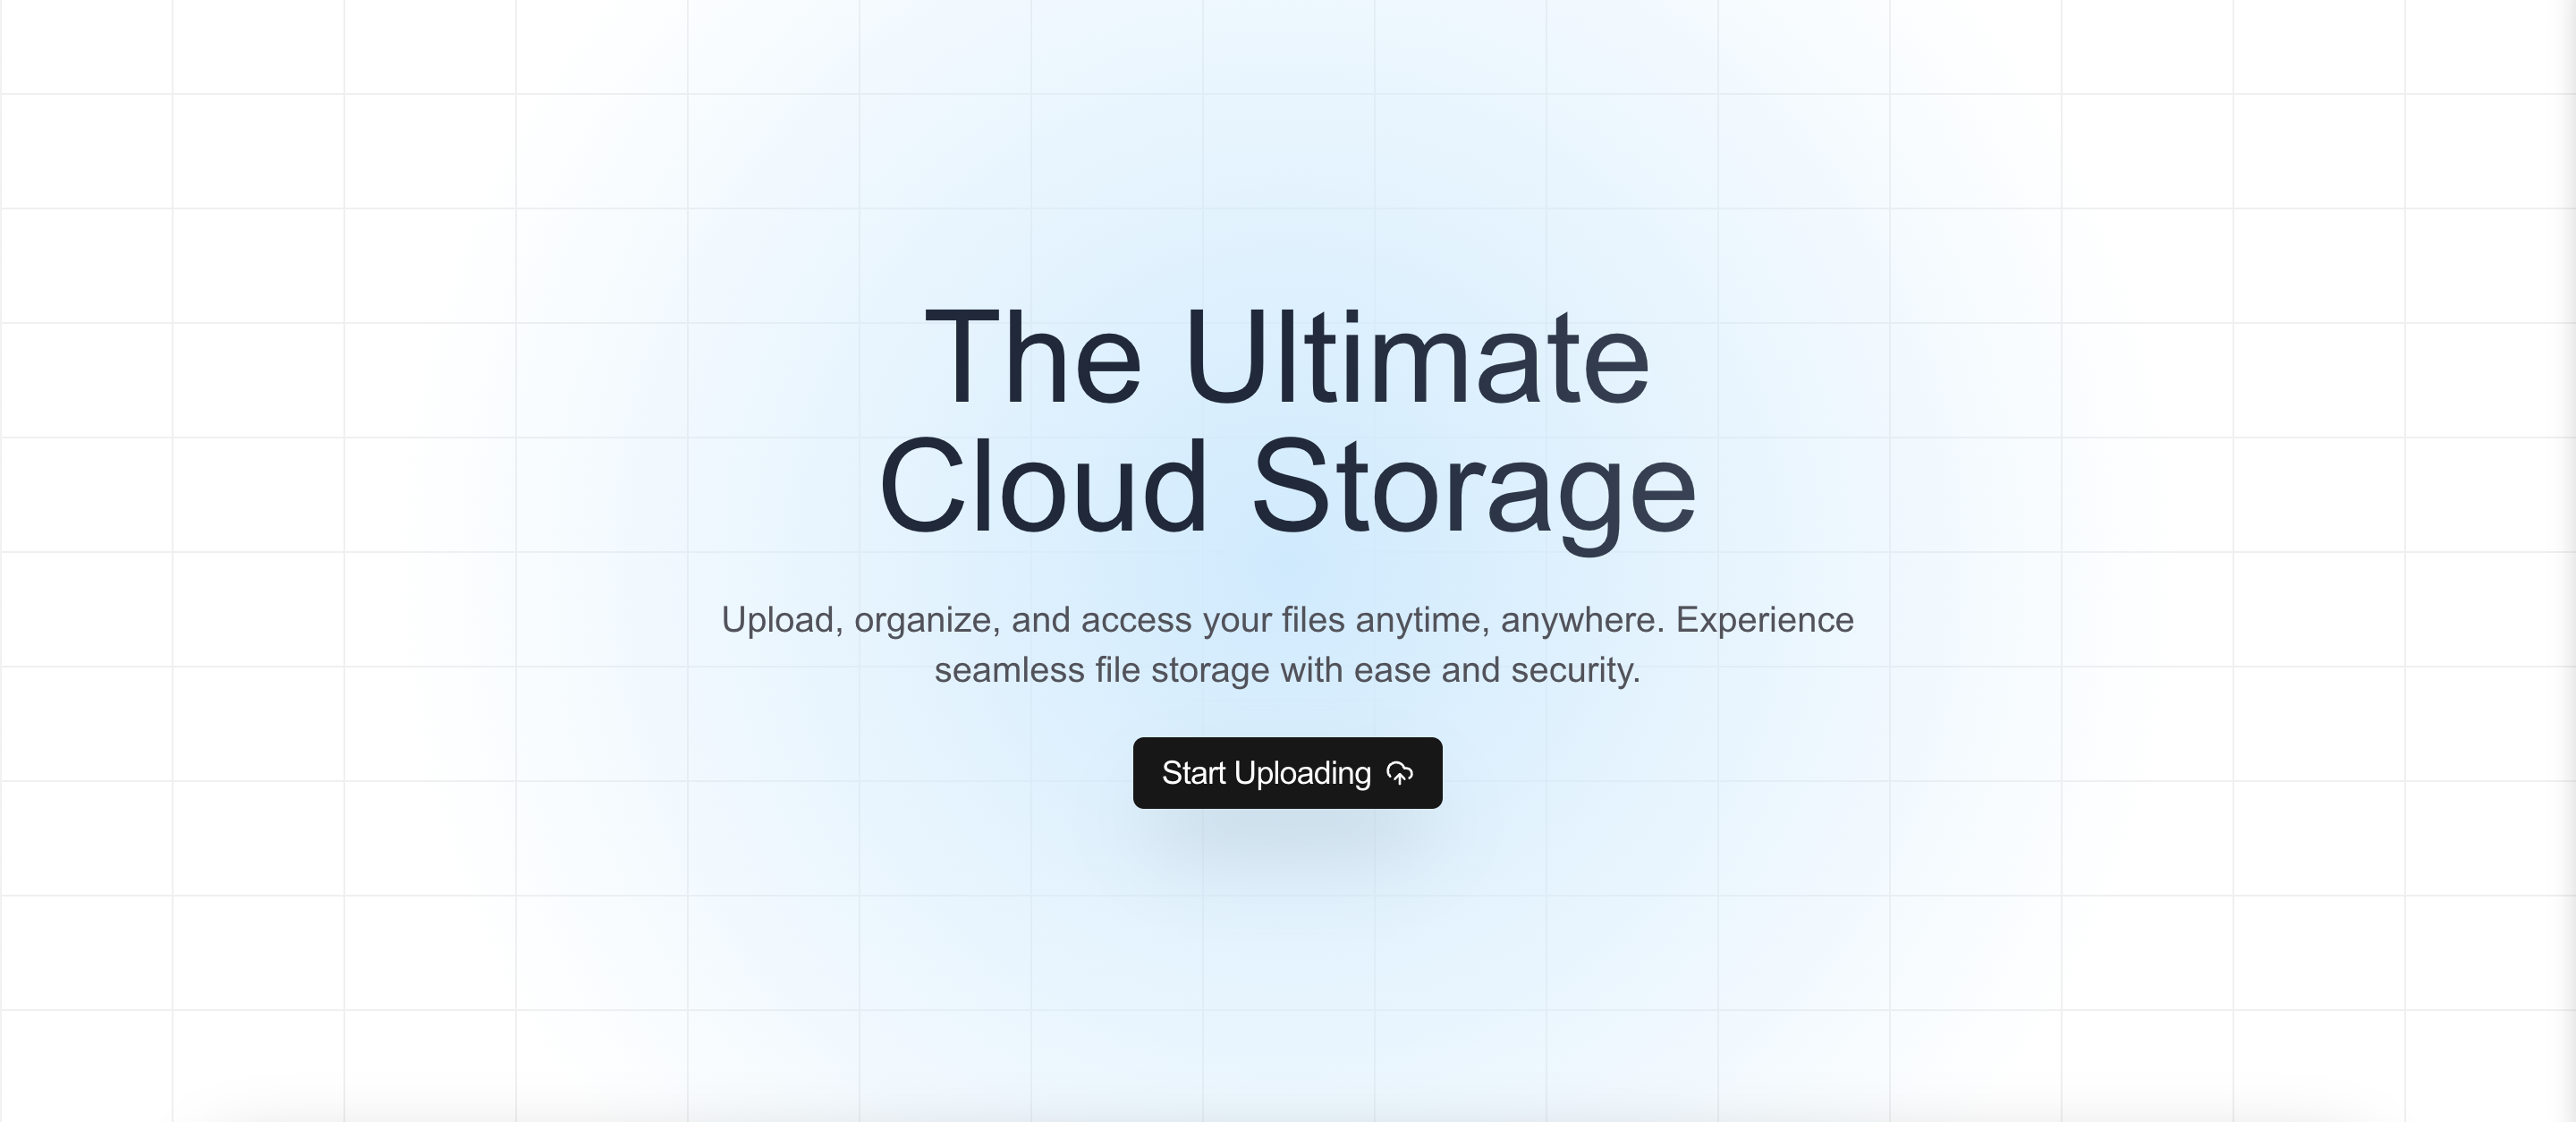 The Ultimate
Cloud Storage
Upload, organize, and access your files anytime, anywhere. Experience
seamless file storage with ease and security.
Start Uploading